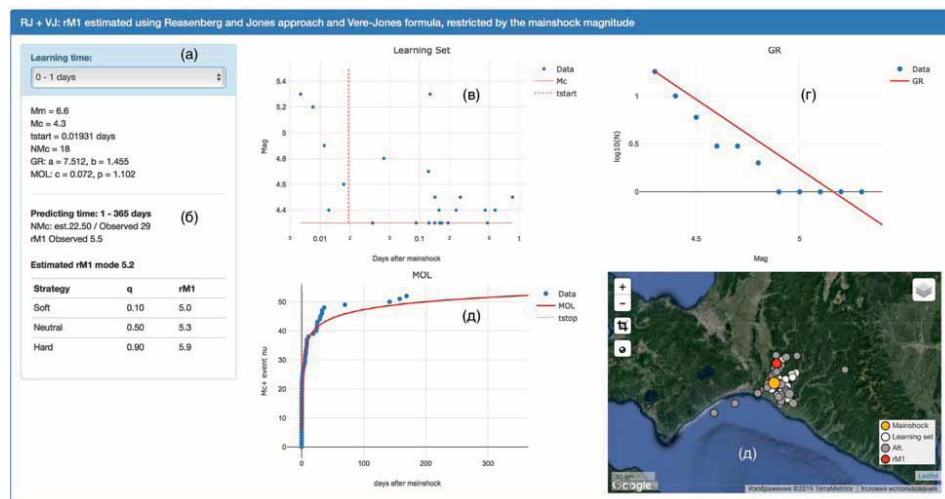 RJ + VJ: rM1 estimated using Reasenberg and Jones approach and Vere-Jones formula, restricted by the mainshock magnitude
Learning time:
(а)
0 - 1 days
Mm = 6.6
Mc = 4.3
tstart = 0.01931 days
NMc = 18
GR: a = 7.512, b = 1.455
MOL: c = 0.072, p = 1.102
Predicting time: 1 - 365 days
(б)
NMc: est.22.50 / Observed 29
rM1 Observed 5.5
Estimated rM1 mode 5.2
Strategy q rM1
Soft 0.10 5.0
Neutral 0.50 5.3
Hard 0.90 5.9
Learning Set
Data
Mc
tstart
(в)
5.4
5.2
5
4.8
4.6
4.4
Mag
5 0.01 2 5 0.1 2 5 1
Days after mainshock
GR
Data
GR
(г)
1
0.5
0
log10(N)
4.5 5
Mag
MOL
Data
MOL
tstop
(д)
50
40
30
20
10
0
Mc+ event nu
0 100 200 300
days after mainshock
+
−
Mainshock
Learning set
Aft.
rM1
(д)
Leaflet
Google
Изображения ©2019 TerraMetrics
Условия использования